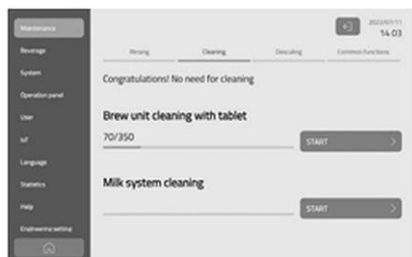 Maintenance
2022/07/11
14 03
Beverage
Rinsing
Cleaning
Descaling
Common functions
System
Congratulations! No need for cleaning
Operation panel
User
Brew unit cleaning with tablet
70/350
START
IoT
Language
Statistics
Milk system cleaning
Help
START
Engineering setting